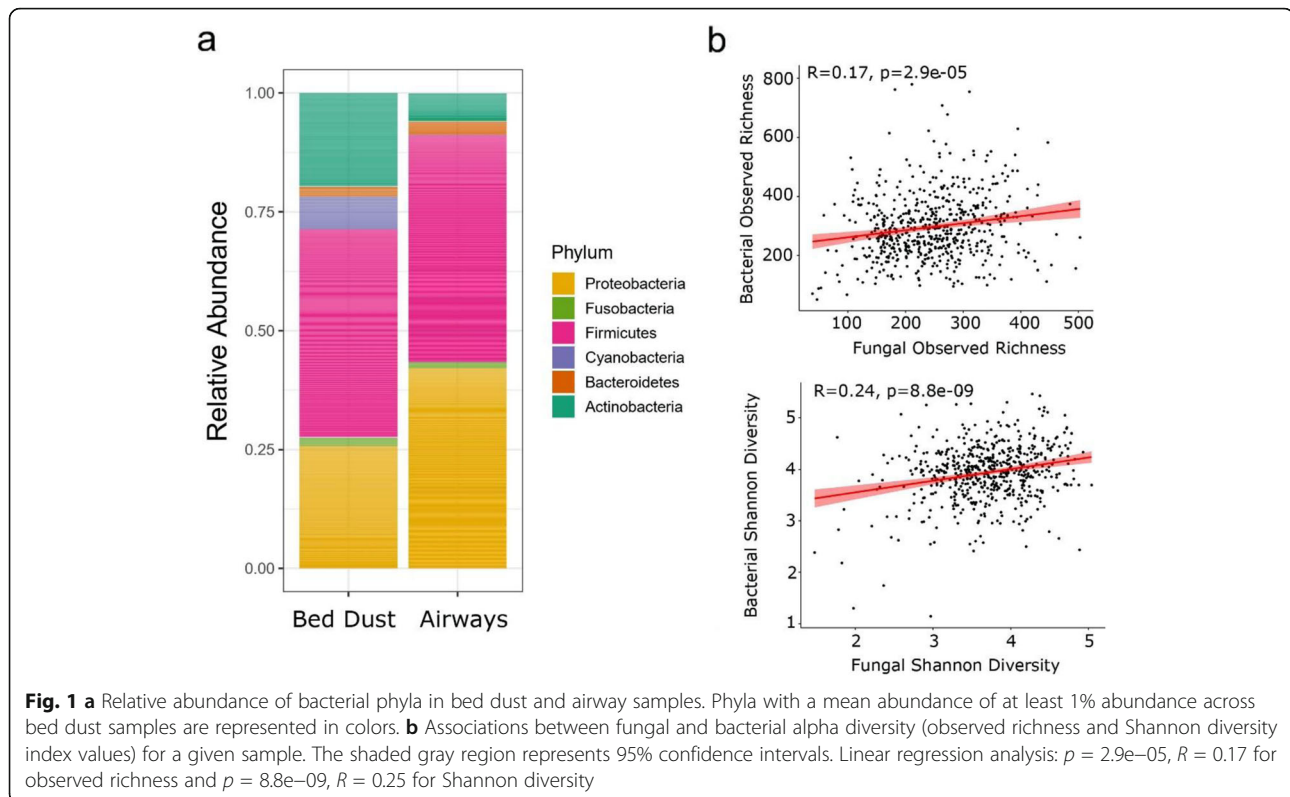 a
1.00
0.75
0.50
0.25
0.00
Relative Abundance
Bed Dust
Airways
Phylum
Proteobacteria
Fusobacteria
Firmicutes
Cyanobacteria
Bacteroidetes
Actinobacteria
b
R=0.17, p=2.9e-05
800
600
400
200
Bacterial Observed Richness
100 200 300 400 500
Fungal Observed Richness
R=0.24, p=8.8e-09
5
4
3
2
1
Bacterial Shannon Diversity
2 3 4 5
Fungal Shannon Diversity
Fig. 1 a Relative abundance of bacterial phyla in bed dust and airway samples. Phyla with a mean abundance of at least 1% abundance across
bed dust samples are represented in colors. b Associations between fungal and bacterial alpha diversity (observed richness and Shannon diversity
index values) for a given sample. The shaded gray region represents 95% confidence intervals. Linear regression analysis: p = 2.9e−05, R = 0.17 for
observed richness and p = 8.8e−09, R = 0.25 for Shannon diversity